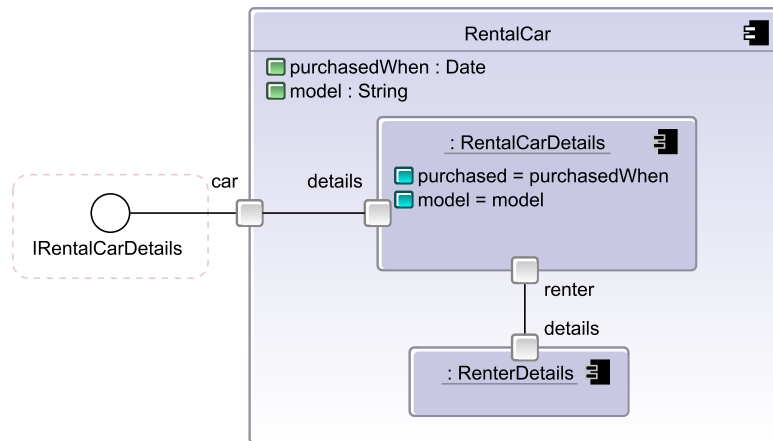 RentalCar
purchasedWhen : Date
model : String
: RentalCarDetails
purchased = purchasedWhen
model = model
car
details
IRentalCarDetails
renter
details
: RenterDetails